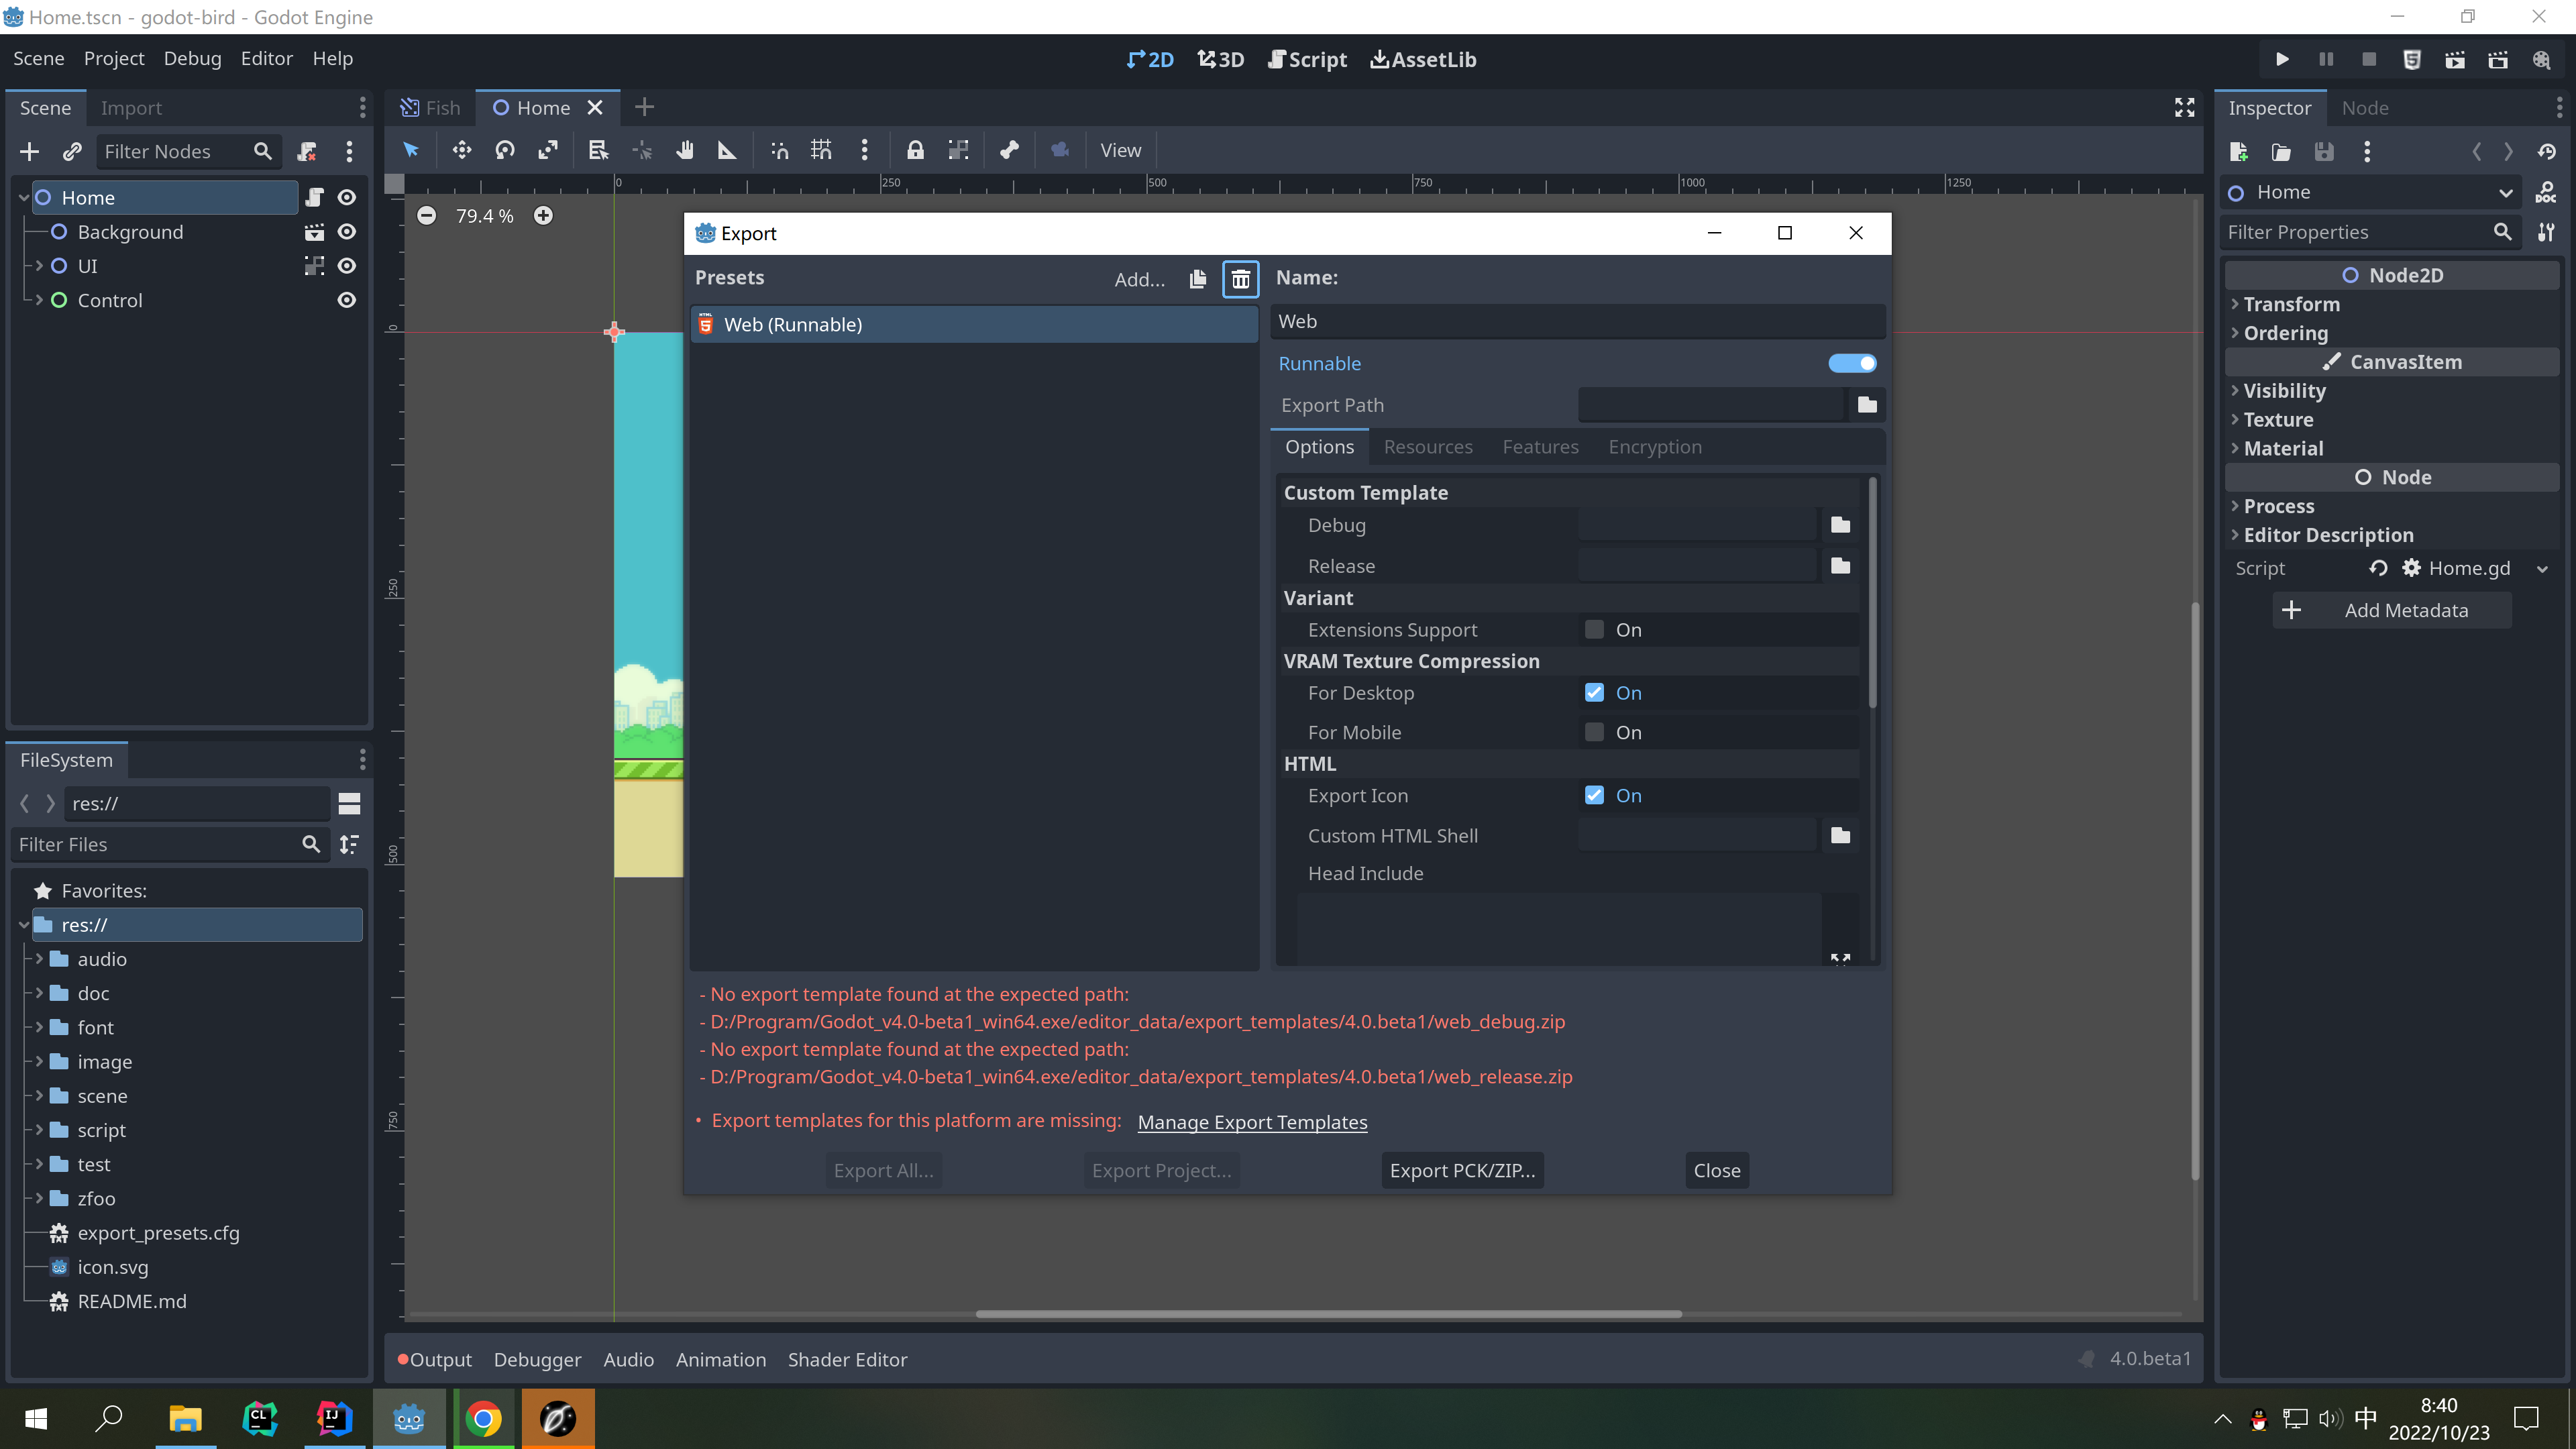 Home.tscn - godot-bird - Godot Engine
Scene Project Debug Editor Help
2D 3D Script AssetLib
Scene Import
Filter Nodes
Home
Background
UI
Control
FileSystem
res://
Filter Files
Favorites:
res://
audio
doc
font
image
scene
script
test
zfoo
export_presets.cfg
icon.svg
README.md
Fish Home
View
0 250 500 750 1000 1250
0
250
500
750
79.4 %
Export
Presets Add...
Web (Runnable)
Name:
Web
Runnable
Export Path
Options Resources Features Encryption
Custom Template
Debug
Release
Variant
Extensions Support On
VRAM Texture Compression
For Desktop On
For Mobile On
HTML
Export Icon On
Custom HTML Shell
Head Include
- No export template found at the expected path:
- D:/Program/Godot_v4.0-beta1_win64.exe/editor_data/export_templates/4.0.beta1/web_debug.zip
- No export template found at the expected path:
- D:/Program/Godot_v4.0-beta1_win64.exe/editor_data/export_templates/4.0.beta1/web_release.zip
• Export templates for this platform are missing: Manage Export Templates
Export All... Export Project... Export PCK/ZIP... Close
Output Debugger Audio Animation Shader Editor
4.0.beta1
Inspector Node
Home
DOC
Filter Properties
Node2D
Transform
Ordering
CanvasItem
Visibility
Texture
Material
Node
Process
Editor Description
Script Home.gd
Add Metadata
CL
IJ
中
8:40
2022/10/23